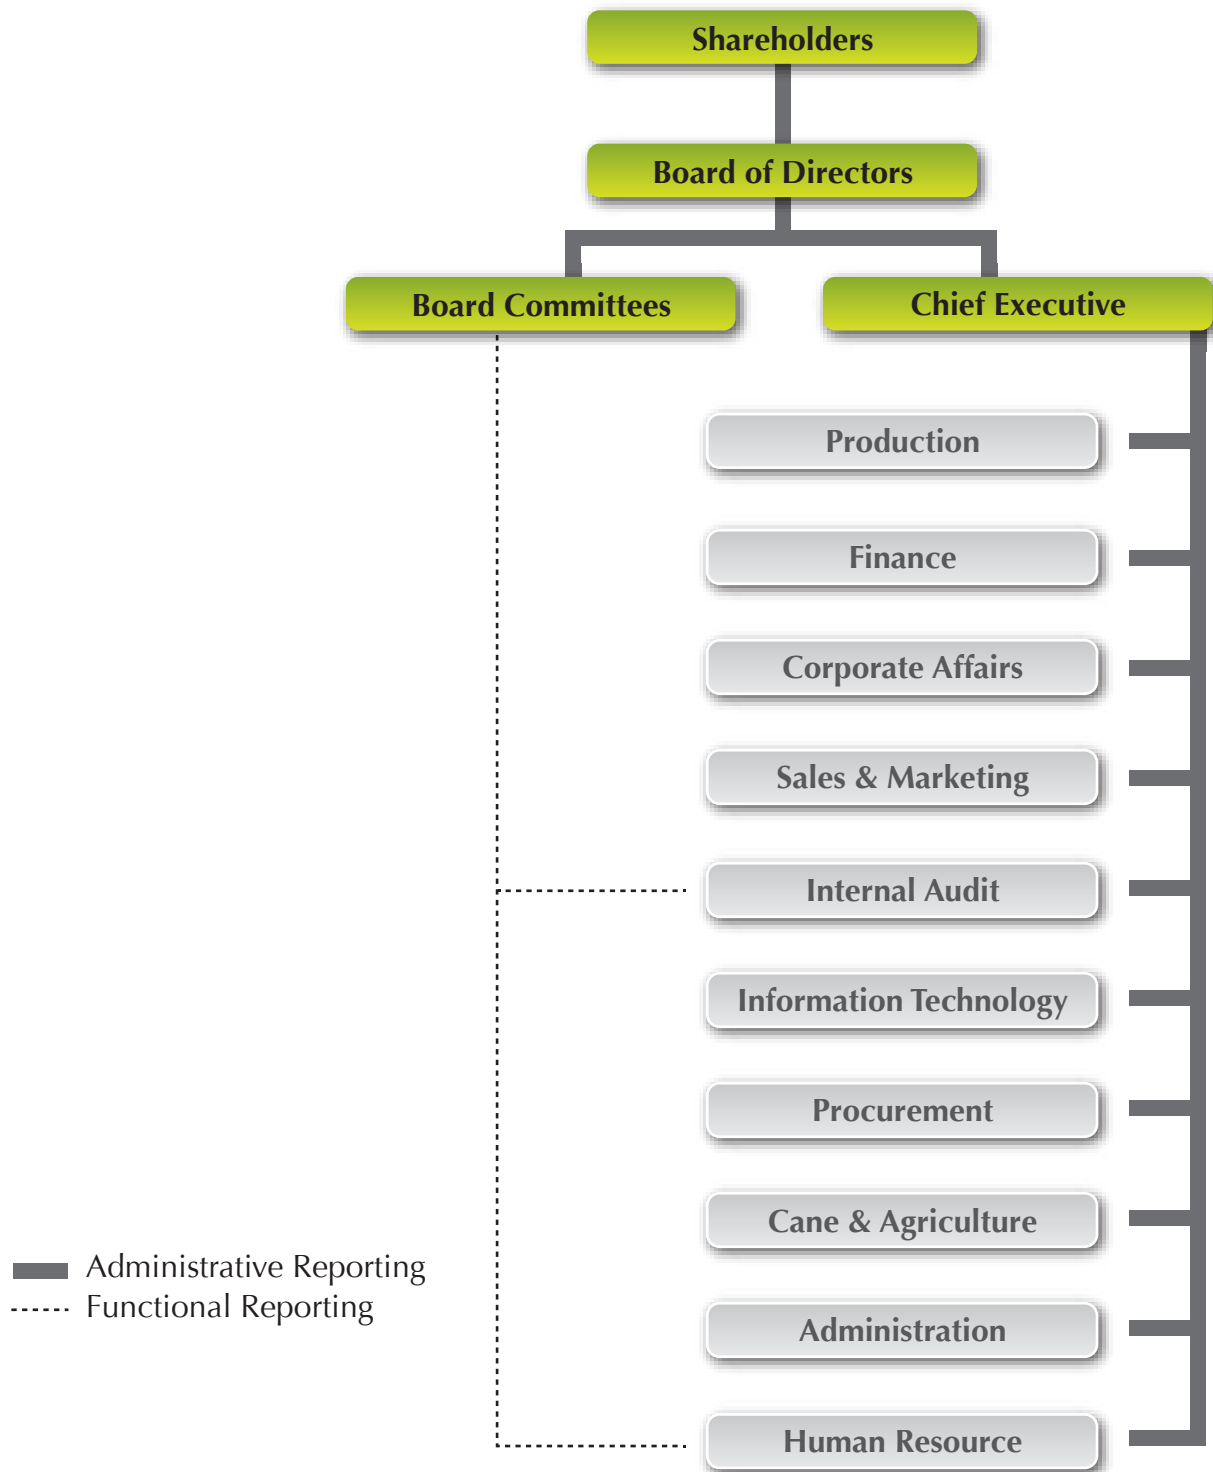 Shareholders
Board of Directors
Board Committees
Chief Executive
Production
Finance
Corporate Affairs
Sales & Marketing
Internal Audit
Information Technology
Procurement
Cane & Agriculture
Administration
Human Resource
Administrative Reporting
Functional Reporting